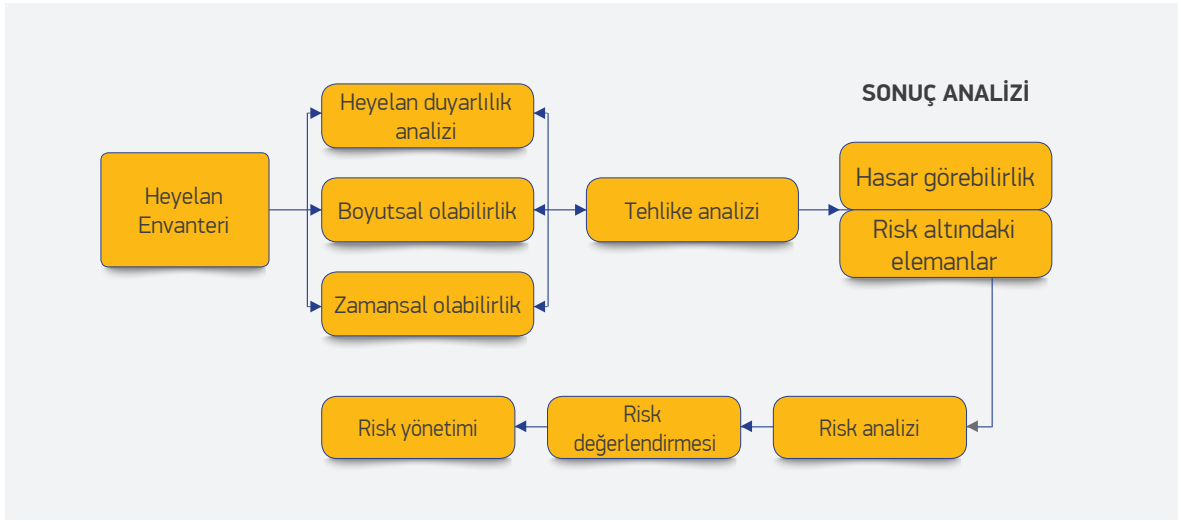 Heyelan
Envanteri
Heyelan duyarlılık
analizi
Boyutsal olabilirlik
Zamansal olabilirlik
Tehlike analizi
SONUÇ ANALİZİ
Hasar görebilirlik
Risk altındaki
elemanlar
Risk analizi
Risk
değerlendirmesi
Risk yönetimi